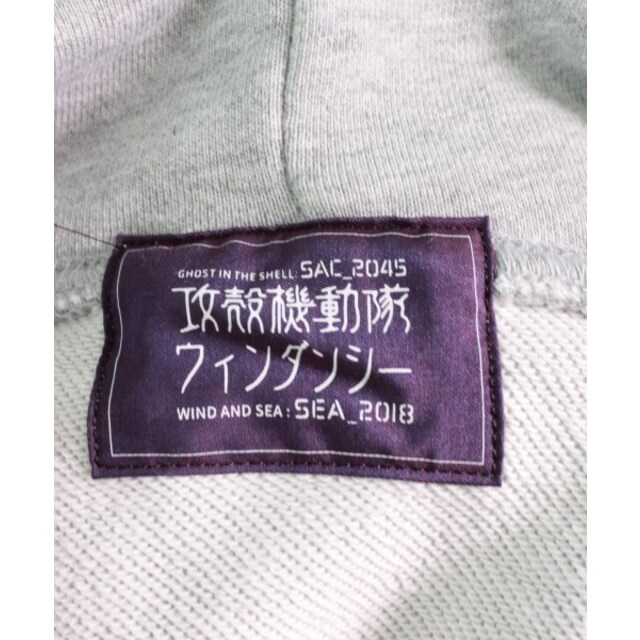 GHOST IN THE SHELL: SAC_2045
攻殻機動隊
ウィンダンシー
WIND AND SEA : SEA_2018